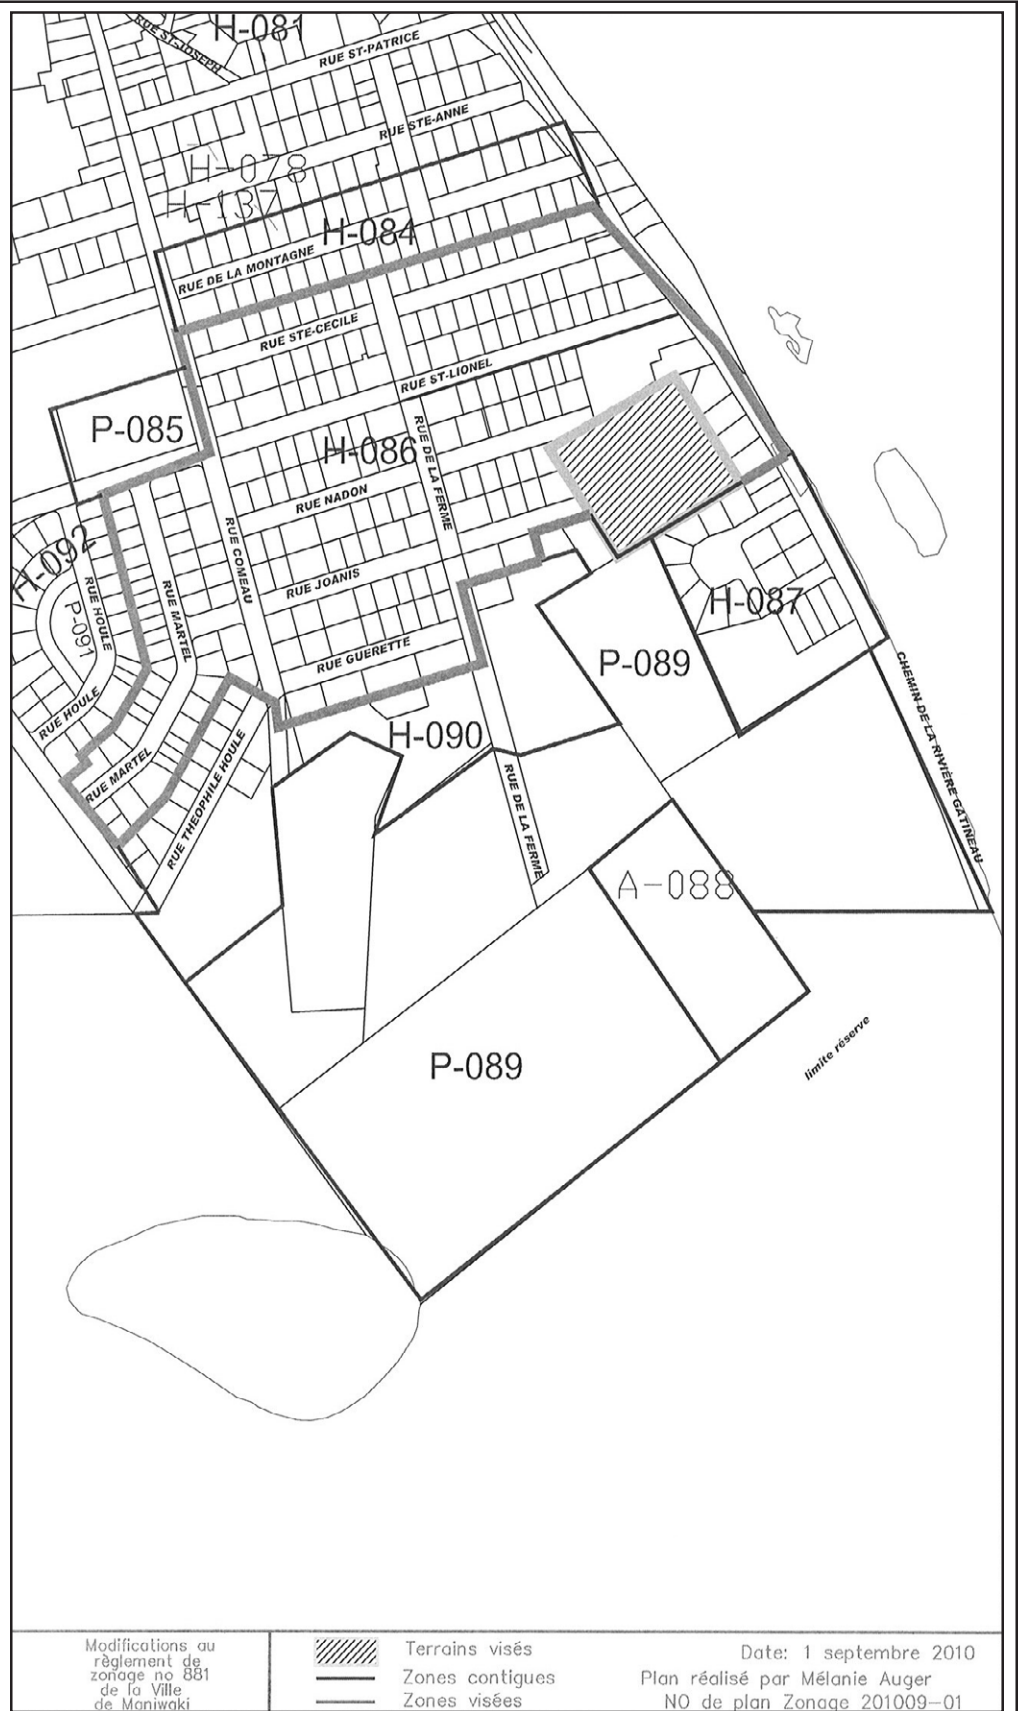 H-081
RUE ST-JOSEPH
RUE ST-PATRICE
RUE STE-ANNE
H-078
H-137
H-084
RUE DE LA MONTAGNE
RUE STE-CECILE
RUE ST-LIONEL
P-085
H-086
RUE DE LA FERME
RUE NADON
H-092
RUE COMEAU
RUE JOANIS
RUE HOULE
P-091
RUE MARTEL
H-087
RUE GUERETTE
P-089
CHEMIN DE LA RIVIÈRE GATINEAU
RUE HOULE
H-090
RUE MARTEL
RUE THEOPHILE HOULE
RUE DE LA FERME
A-088
limite réserve
P-089
Modifications au
règlement de
zonage no 881
de la Ville
de Maniwaki
Terrains visés
Zones contigues
Zones visées
Date: 1 septembre 2010
Plan réalisé par Mélanie Auger
NO de plan Zonage 201009-01